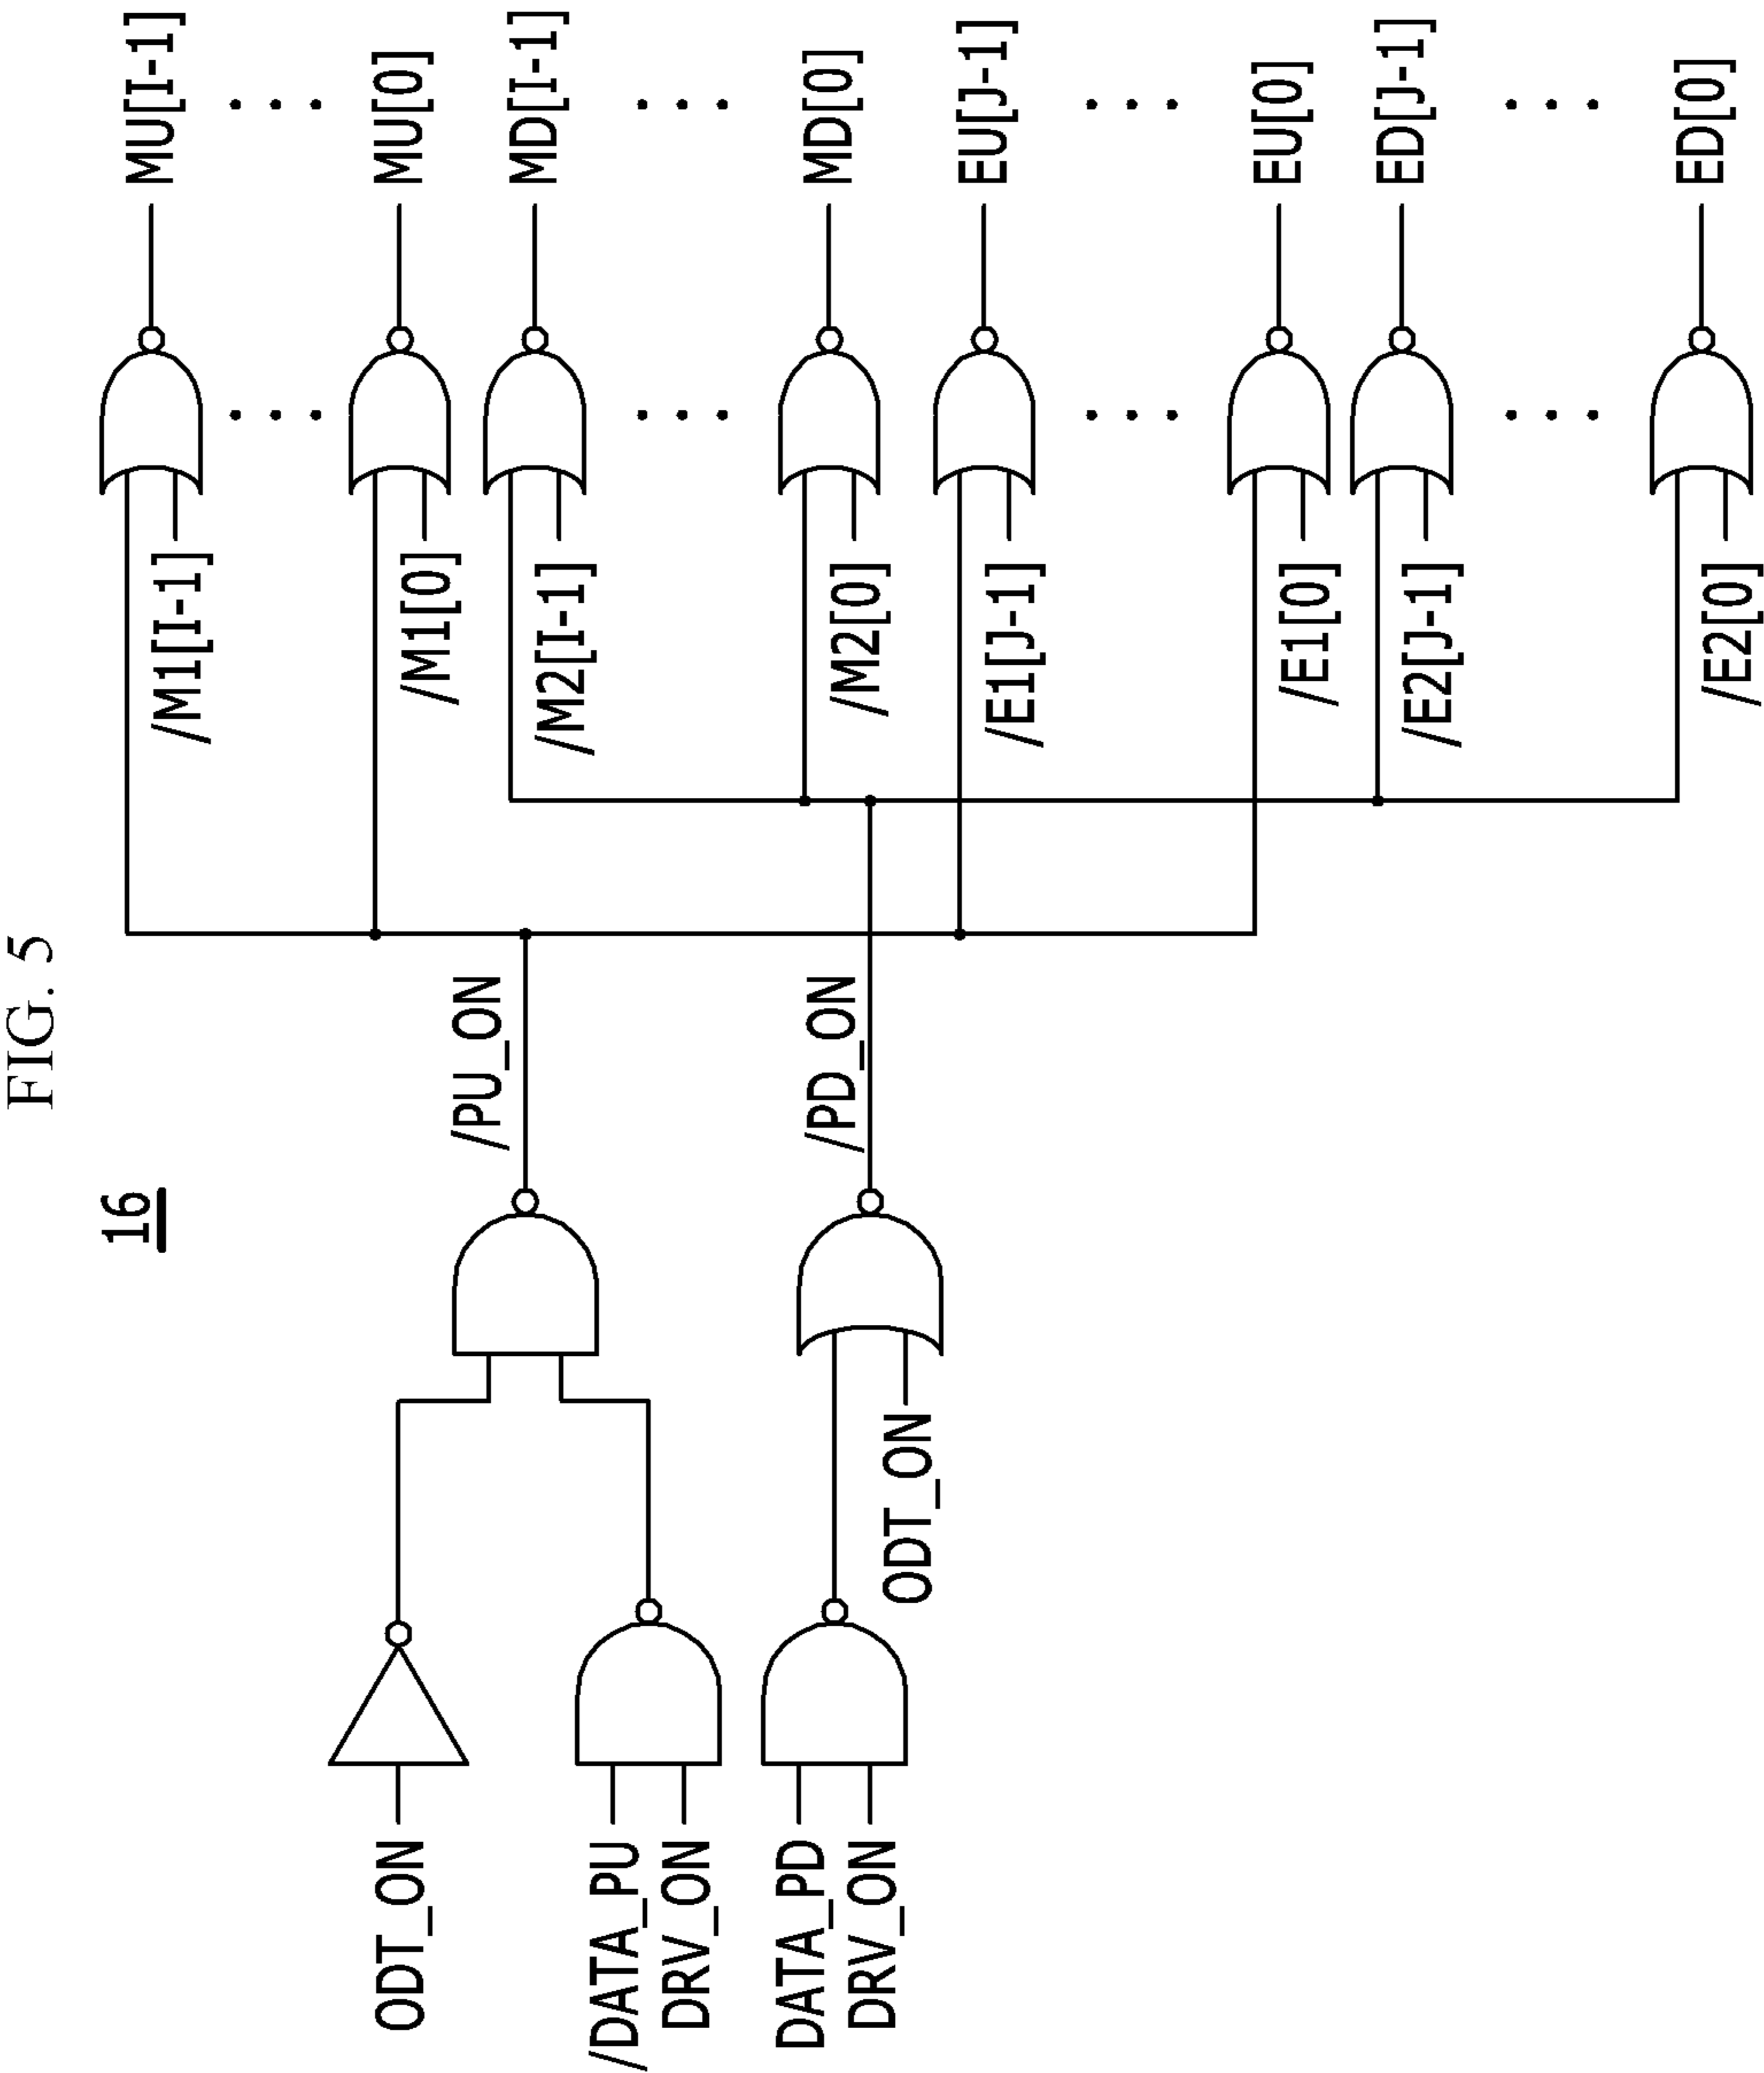 FIG. 5
16
ODT_ON
/DATA_PU
DRV_ON
DATA_PD
DRV_ON
ODT_ON
/PU_ON
/PD_ON
/M1[I-1]
/M1[0]
/M2[I-1]
/M2[0]
/E1[J-1]
/E1[0]
/E2[J-1]
/E2[0]
MU[I-1]
MU[0]
MD[I-1]
MD[0]
EU[J-1]
EU[0]
ED[J-1]
ED[0]